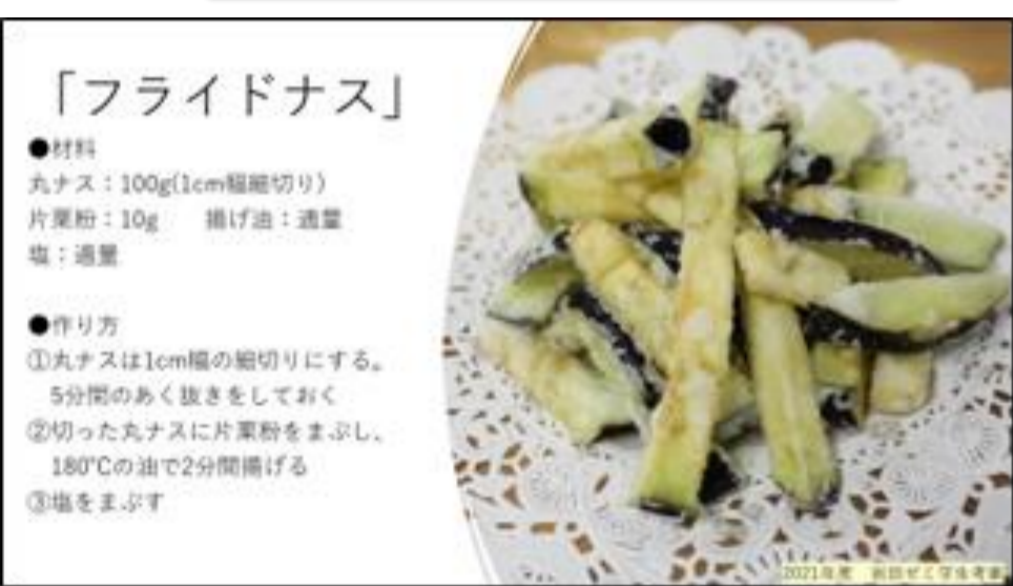 「フライドナス」
●材料
丸ナス：100g(1cm幅細切り)
片栗粉：10g　　揚げ油：適量
塩：適量
●作り方
①丸ナスは1cm幅の細切りにする。
5分間のあく抜きをしておく
②切った丸ナスに片栗粉をまぶし、
180℃の油で2分間揚げる
③塩をまぶす
2021年度